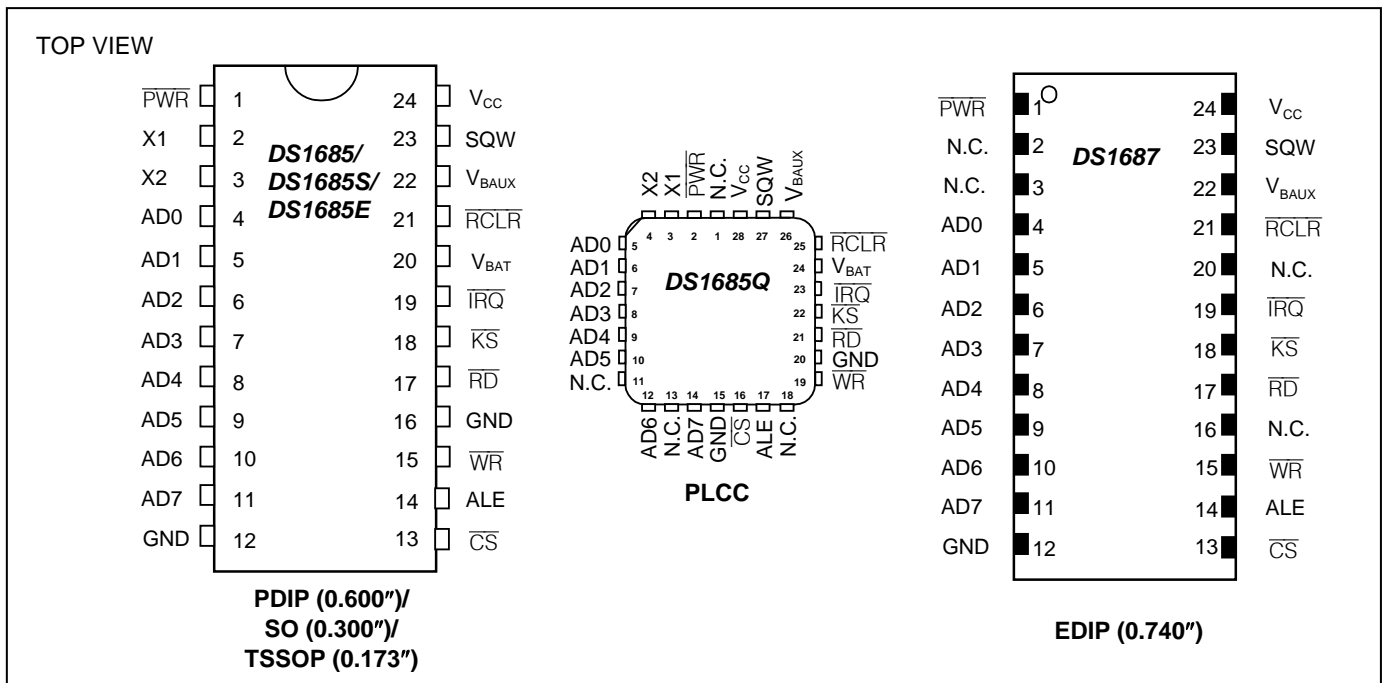 TOP VIEW
PWR 1 24 VCC
X1 2 23 SQW
X2 3 22 VBAUX
AD0 4 21 RCLR
AD1 5 20 VBAT
AD2 6 19 IRQ
AD3 7 18 KS
AD4 8 17 RD
AD5 9 16 GND
AD6 10 15 WR
AD7 11 14 ALE
GND 12 13 CS
DS1685/
DS1685S/
DS1685E
PDIP (0.600″)/
SO (0.300″)/
TSSOP (0.173″)
X2 X1 PWR N.C. VCC SQW VBAUX
4 3 2 1 28 27 26
AD0 5 25 RCLR
AD1 6 24 VBAT
AD2 7 23 IRQ
AD3 8 22 KS
AD4 9 21 RD
AD5 10 20 GND
N.C. 11 19 WR
DS1685Q
12 13 14 15 16 17 18
AD6 N.C. AD7 GND CS ALE N.C.
PLCC
PWR 1 24 VCC
N.C. 2 23 SQW
N.C. 3 22 VBAUX
AD0 4 21 RCLR
AD1 5 20 N.C.
AD2 6 19 IRQ
AD3 7 18 KS
AD4 8 17 RD
AD5 9 16 N.C.
AD6 10 15 WR
AD7 11 14 ALE
GND 12 13 CS
DS1687
EDIP (0.740″)